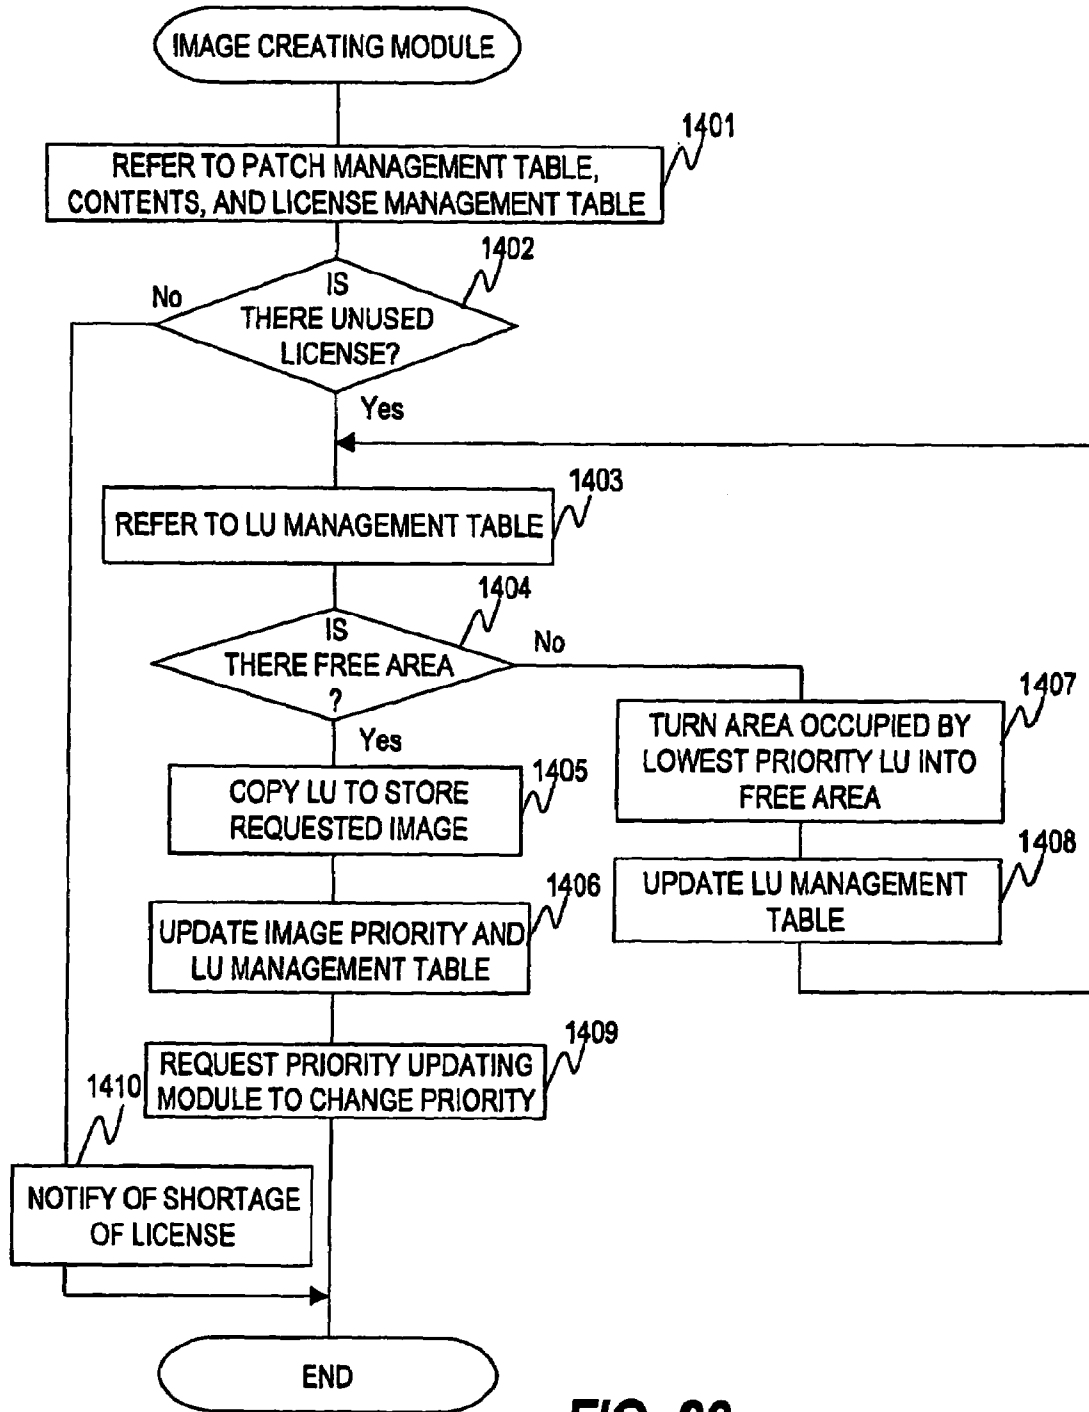 IMAGE CREATING MODULE
1401
REFER TO PATCH MANAGEMENT TABLE,
CONTENTS, AND LICENSE MANAGEMENT TABLE
1402
IS
THERE UNUSED
LICENSE?
No
Yes
1403
REFER TO LU MANAGEMENT TABLE
1404
IS
THERE FREE AREA
?
No
Yes
1407
TURN AREA OCCUPIED BY
LOWEST PRIORITY LU INTO
FREE AREA
1405
COPY LU TO STORE
REQUESTED IMAGE
1408
UPDATE LU MANAGEMENT
TABLE
1406
UPDATE IMAGE PRIORITY AND
LU MANAGEMENT TABLE
1409
REQUEST PRIORITY UPDATING
MODULE TO CHANGE PRIORITY
1410
NOTIFY OF SHORTAGE
OF LICENSE
END